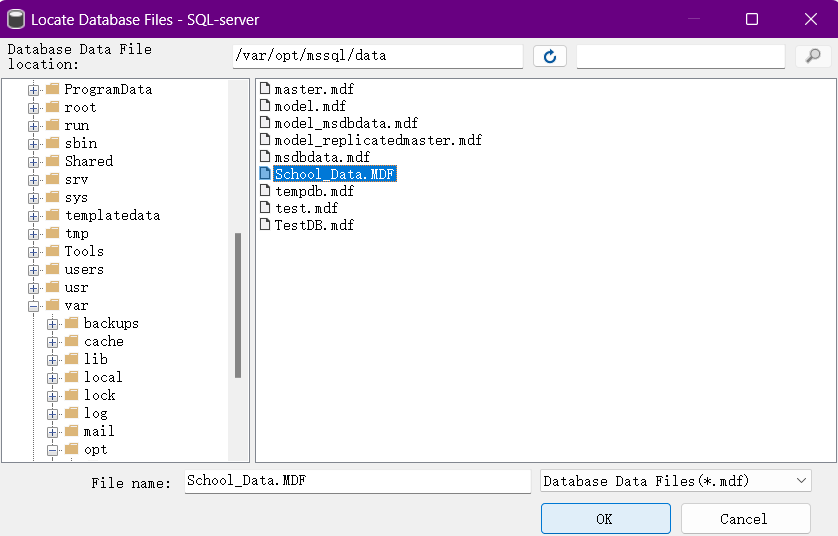 Locate Database Files - SQL-server
Database Data File
location:
/var/opt/mssql/data
ProgramData
root
run
sbin
Shared
srv
sys
templatedata
tmp
Tools
users
usr
var
backups
cache
lib
local
lock
log
mail
opt
master.mdf
model.mdf
model_msdbdata.mdf
model_replicatedmaster.mdf
msdbdata.mdf
School_Data.MDF
tempdb.mdf
test.mdf
TestDB.mdf
File name:
School_Data.MDF
Database Data Files(*.mdf)
OK
Cancel